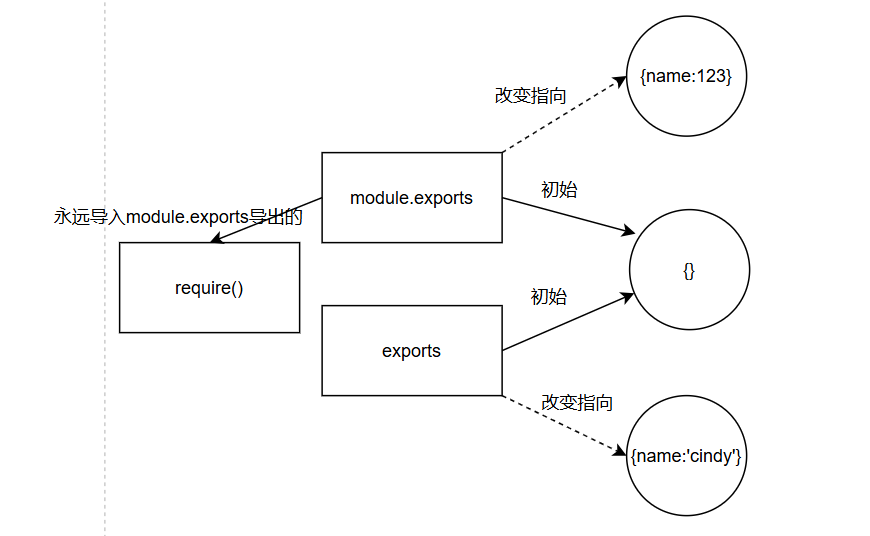 {name:123}
改变指向
初始
module.exports
永远导入module.exports导出的
{}
require()
初始
exports
改变指向
{name:'cindy'}